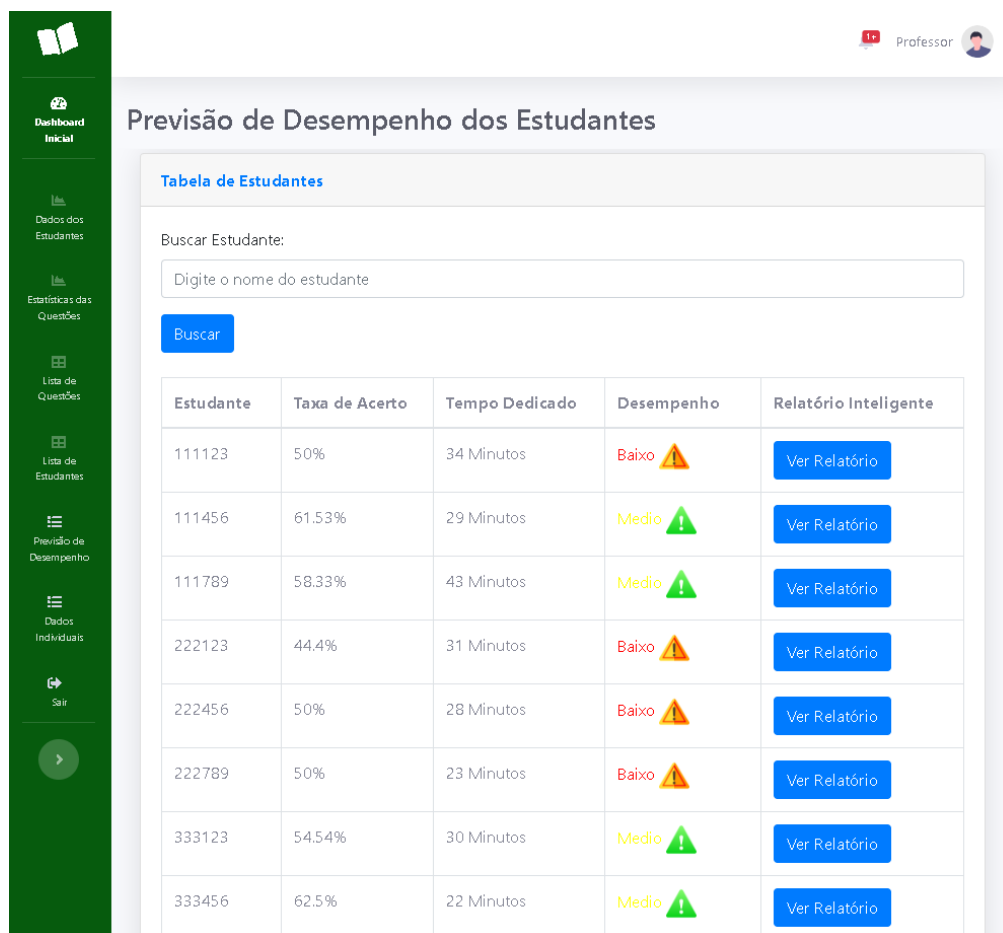 1+
Professor
Dashboard
Inicial
Dados dos
Estudantes
Estatísticas das
Questões
Lista de
Questões
Lista de
Estudantes
Previsão de
Desempenho
Dados
Individuais
Sair
Previsão de Desempenho dos Estudantes
Tabela de Estudantes
Buscar Estudante:
Digite o nome do estudante
Buscar
Estudante Taxa de Acerto Tempo Dedicado Desempenho Relatório Inteligente
111123 50% 34 Minutos Baixo Ver Relatório
111456 61.53% 29 Minutos Medio Ver Relatório
111789 58.33% 43 Minutos Medio Ver Relatório
222123 44.4% 31 Minutos Baixo Ver Relatório
222456 50% 28 Minutos Baixo Ver Relatório
222789 50% 23 Minutos Baixo Ver Relatório
333123 54.54% 30 Minutos Medio Ver Relatório
333456 62.5% 22 Minutos Medio Ver Relatório